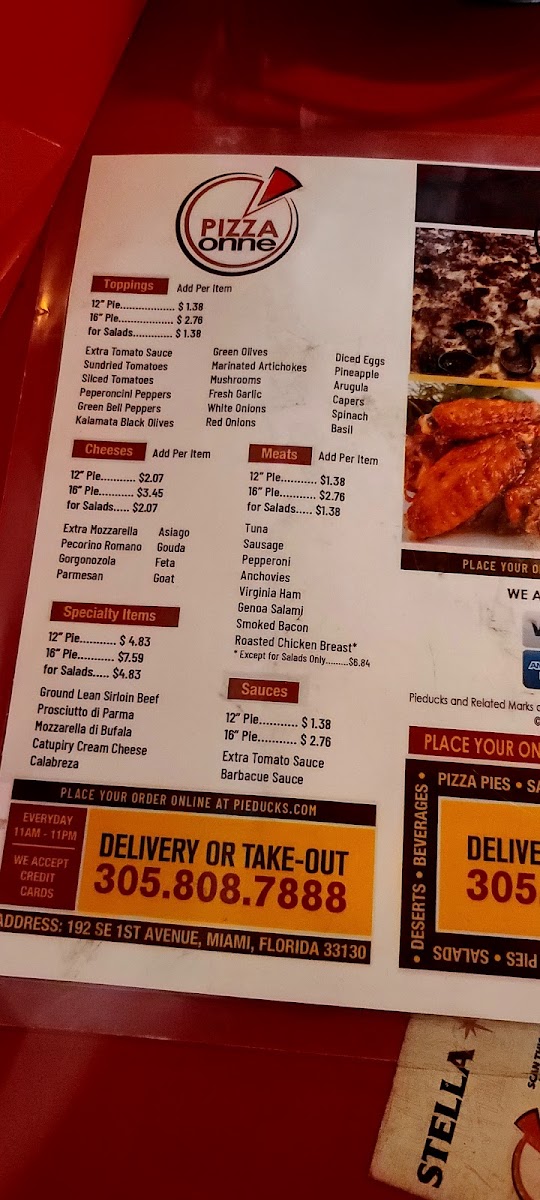 PIZZA
onne
Toppings Add Per Item
12" Pie.................. $ 1.38
16" Pie.................. $ 2.76
for Salads................. $ 1.38
Extra Tomato Sauce
Sundried Tomatoes
Sliced Tomatoes
Peperoncini Peppers
Green Bell Peppers
Kalamata Black Olives
Green Olives
Marinated Artichokes
Mushrooms
Fresh Garlic
White Onions
Red Onions
Diced Eggs
Pineapple
Arugula
Capers
Spinach
Basil
Cheeses Add Per Item
12" Pie........... $2.07
16" Pie........... $3.45
for Salads..... $2.07
Extra Mozzarella
Pecorino Romano
Gorgonozola
Parmesan
Asiago
Gouda
Feta
Goat
Meats Add Per Item
12" Pie............ $1.38
16" Pie............ $2.76
for Salads..... $1.38
Tuna
Sausage
Pepperoni
Anchovies
Virginia Ham
Genoa Salami
Smoked Bacon
Roasted Chicken Breast*
* Except for Salads Only.........$6.84
Specialty Items
12" Pie........... $ 4.83
16" Pie........... $7.59
for Salads..... $4.83
Ground Lean Sirloin Beef
Prosciutto di Parma
Mozzarella di Bufala
Catupiry Cream Cheese
Calabreza
Sauces
12" Pie............ $ 1.38
16" Pie............ $ 2.76
Extra Tomato Sauce
Barbacue Sauce
PLACE YOUR ORDER ONLINE AT PIEDUCKS.COM
EVERYDAY
11AM - 11PM
WE ACCEPT
CREDIT
CARDS
DELIVERY OR TAKE-OUT
305.808.7888
ADDRESS: 192 SE 1ST AVENUE, MIAMI, FLORIDA 33130
PLACE YOUR
WE
Pieducks and Related Marks
PLACE YOUR
PIZZA PIES •
• DESERTS • BEVERAGES •
305
PIES • SALADS
STELLA
SCAN